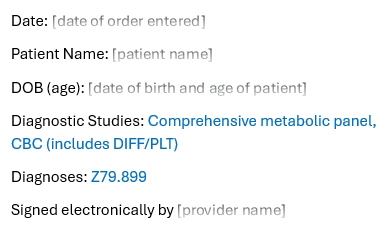 Date: [date of order entered]
Patient Name: [patient name]
DOB (age): [date of birth and age of patient]
Diagnostic Studies: Comprehensive metabolic panel,
CBC (includes DIFF/PLT)
Diagnoses: Z79.899
Signed electronically by [provider name]